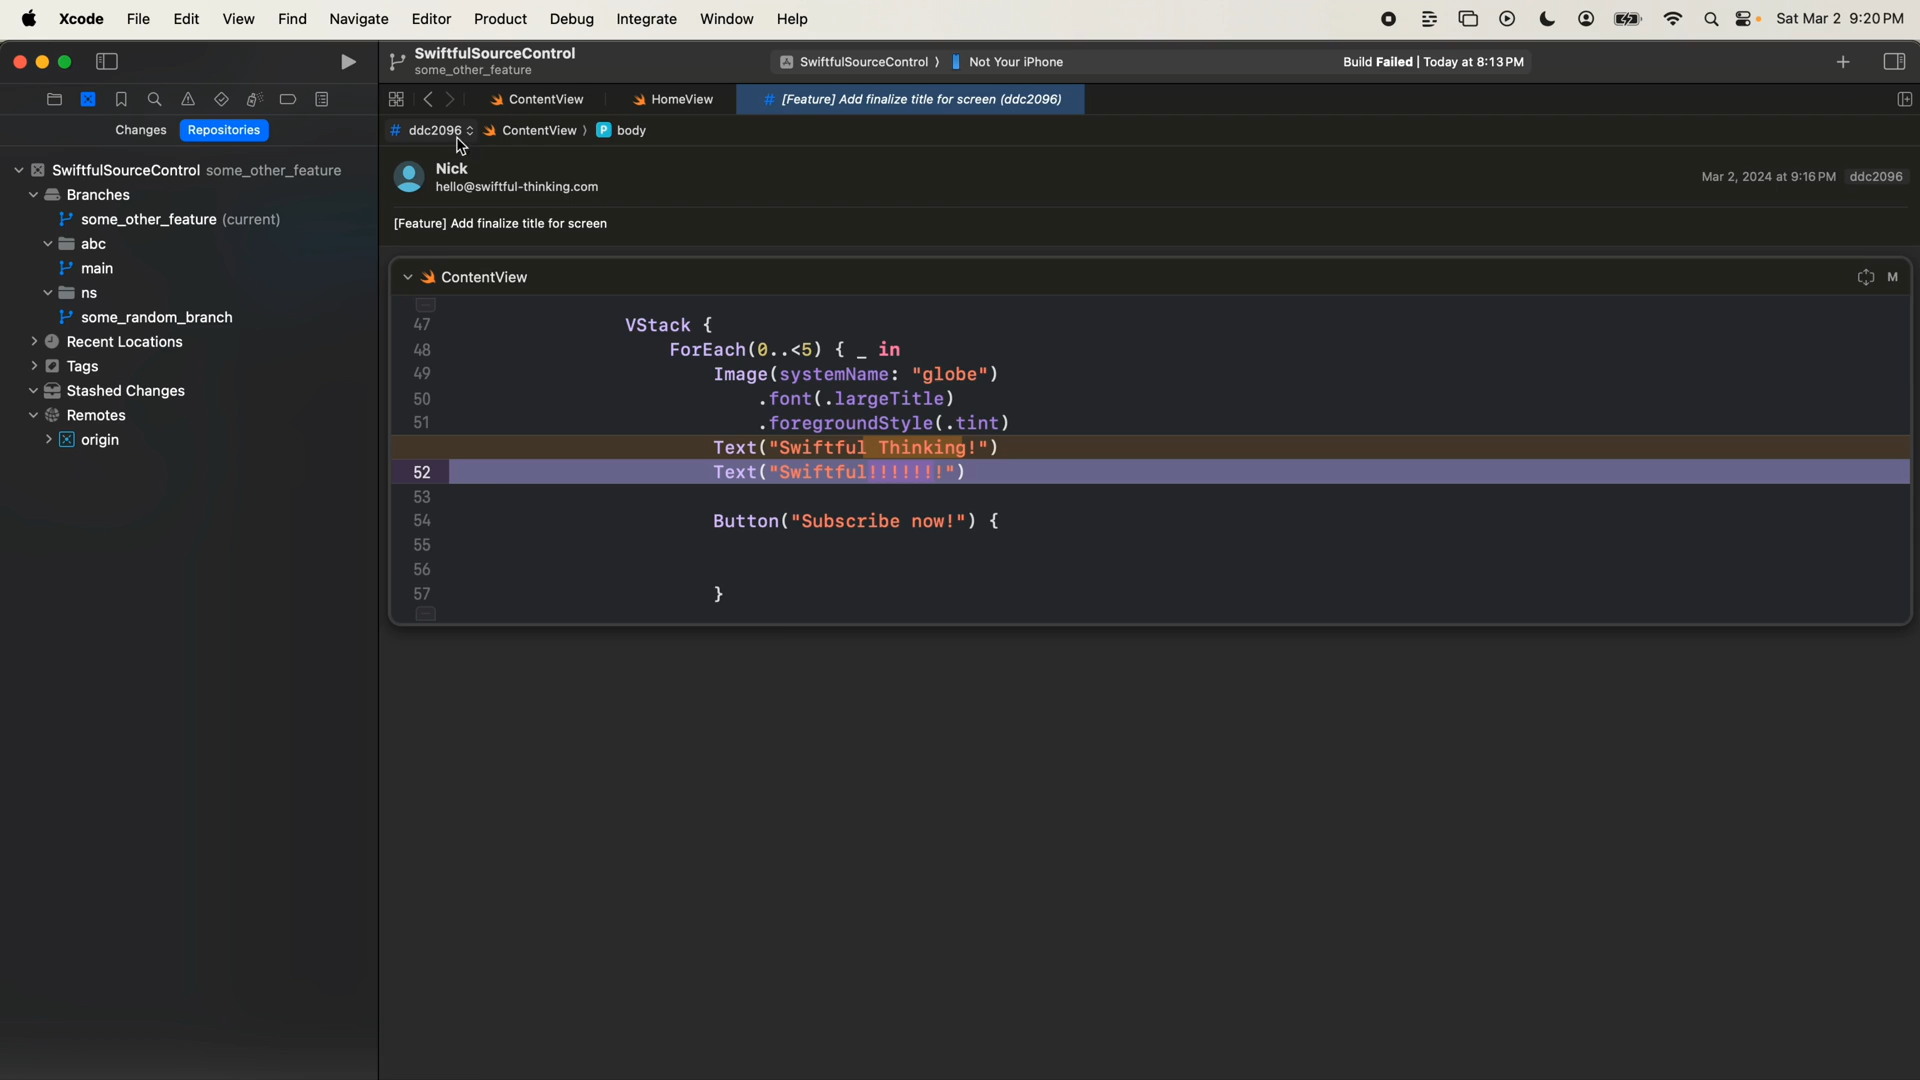 Xcode File Edit View Find Navigate Editor Product Debug Integrate Window Help Sat Mar 2 9:20 PM
SwiftfulSourceControl
some_other_feature
SwiftfulSourceControl Not Your iPhone Build Failed | Today at 8:13 PM
ContentView HomeView # [Feature] Add finalize title for screen (ddc2096)
Changes Repositories
# ddc2096 ContentView P body
SwiftfulSourceControl some_other_feature
Branches
some_other_feature (current)
abc
main
ns
some_random_branch
Recent Locations
Tags
Stashed Changes
Remotes
origin
Nick
hello@swiftful-thinking.com
Mar 2, 2024 at 9:16 PM ddc2096
[Feature] Add finalize title for screen
ContentView M
47 VStack {
48 ForEach(0..<5) { _ in
49 Image(systemName: "globe")
50 .font(.largeTitle)
51 .foregroundStyle(.tint)
Text("Swiftful Thinking!")
52 Text("Swiftful!!!!!!!")
53
54 Button("Subscribe now!") {
55
56
57 }